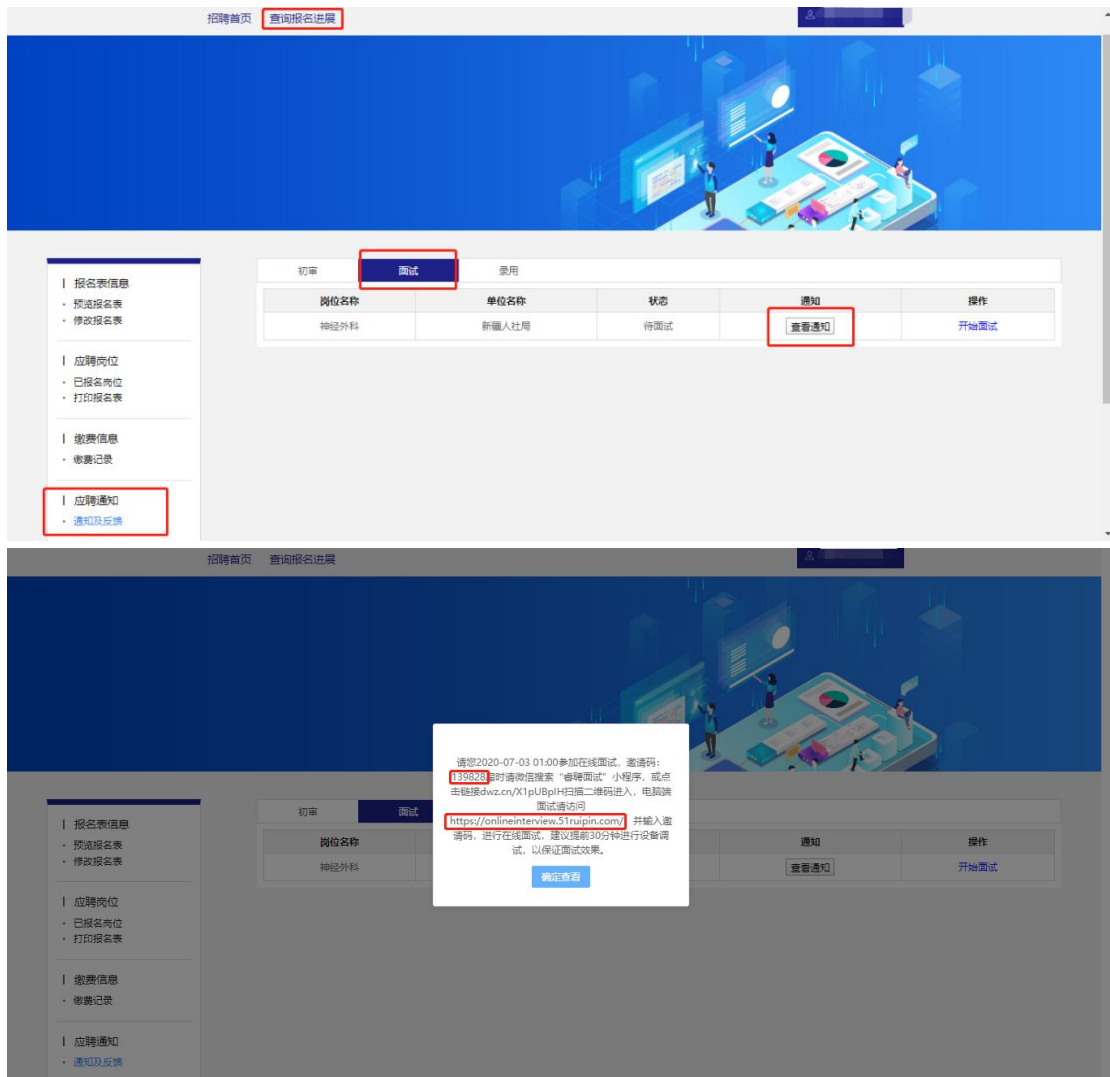 招聘首页 查询报名进展
初审 面试 录用
报名表信息
· 预览报名表
· 修改报名表
岗位名称 单位名称 状态 通知 操作
神经外科 新疆人社局 待面试 查看通知 开始面试
应聘岗位
· 已报名岗位
· 打印报名表
缴费信息
· 缴费记录
应聘通知
· 通知及反馈
招聘首页 查询报名进展
请您2020-07-03 01:00参加在线面试，邀请码：
139828届时请微信搜索“睿聘面试”小程序，或点
击链接dwz.cn/X1pUBpIH扫描二维码进入，电脑端
面试请访问
https://onlineinterview.51ruipin.com/，并输入邀
请码，进行在线面试，建议提前30分钟进行设备调
试，以保证面试效果。
确定查看
初审 面试
报名表信息
· 预览报名表
· 修改报名表
岗位名称 通知 操作
神经外科 查看通知 开始面试
应聘岗位
· 已报名岗位
· 打印报名表
缴费信息
· 缴费记录
应聘通知
· 通知及反馈